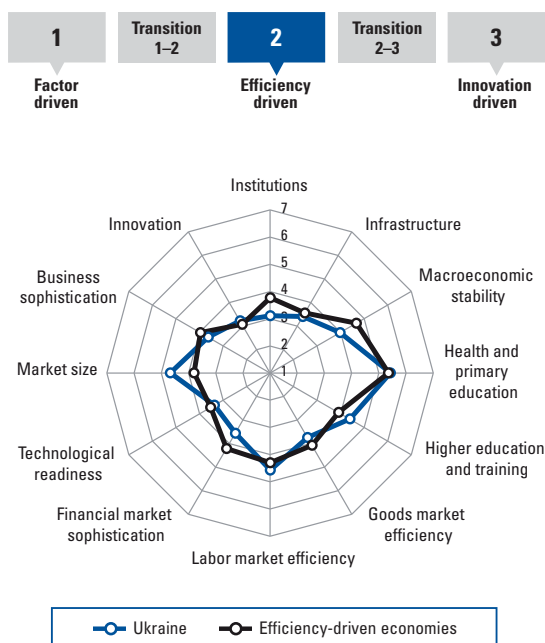 1
Transition
1–2
2
Transition
2–3
3
Factor
driven
Efficiency
driven
Innovation
driven
Institutions
7
Innovation
Infrastructure
6
5
Business
sophistication
Macroeconomic
stability
4
3
Market size
2
1
Health and
primary
education
Technological
readiness
Higher education
and training
Financial market
sophistication
Goods market
efficiency
Labor market efficiency
Ukraine
Efficiency-driven economies